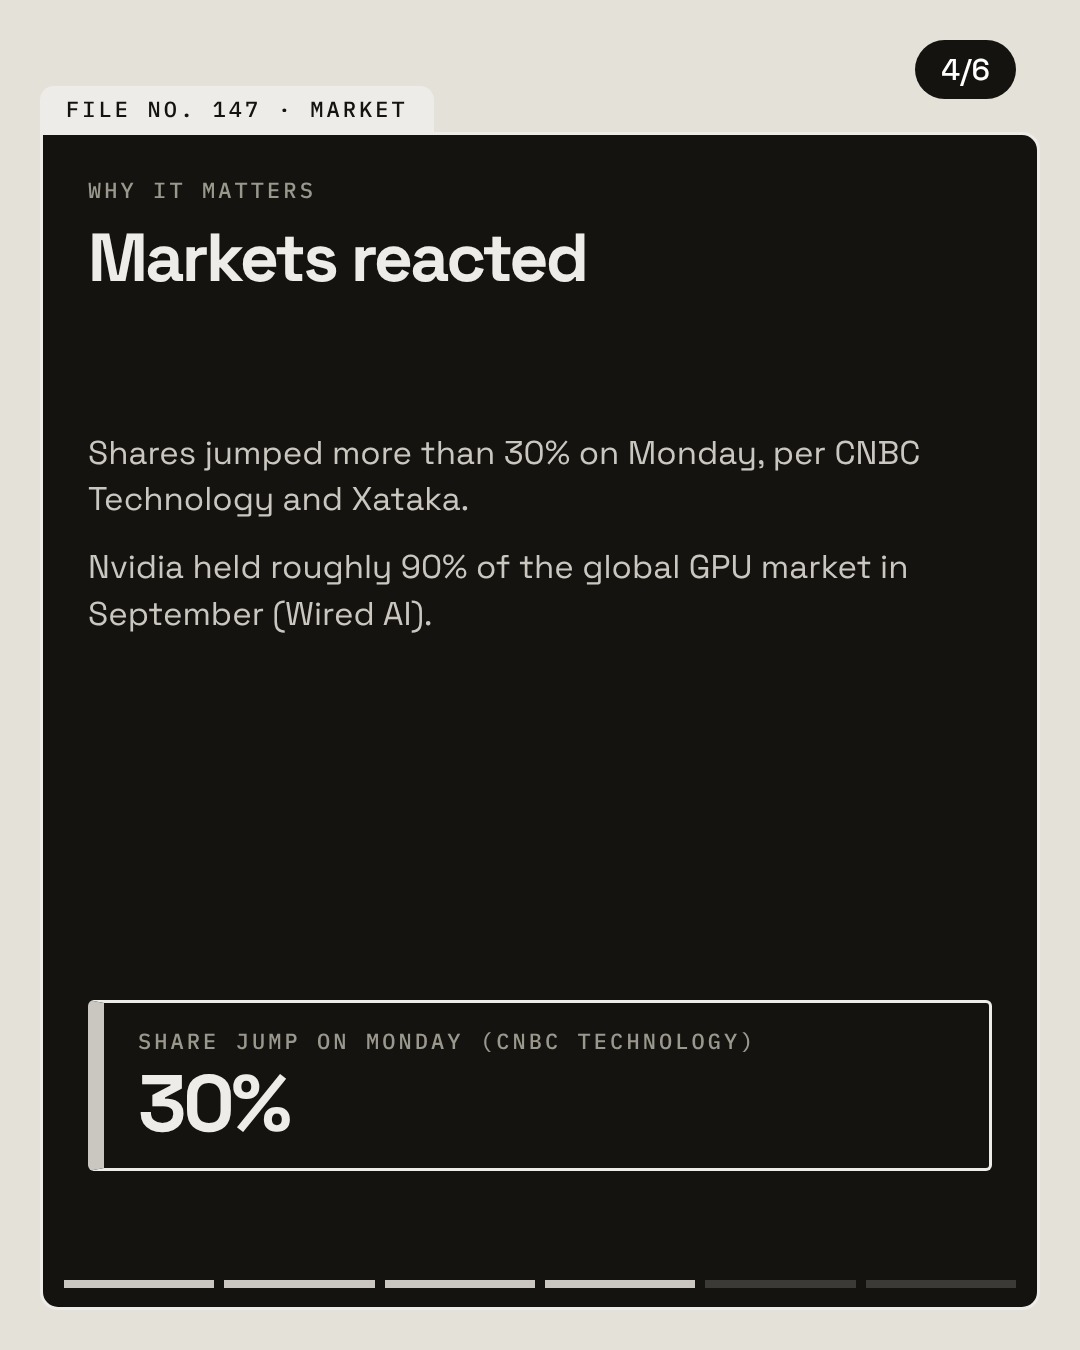 4/6
FILE NO. 147 · MARKET
WHY IT MATTERS
Markets reacted
Shares jumped more than 30% on Monday, per CNBC
Technology and Xataka.
Nvidia held roughly 90% of the global GPU market in
September (Wired AI).
SHARE JUMP ON MONDAY (CNBC TECHNOLOGY)
30%